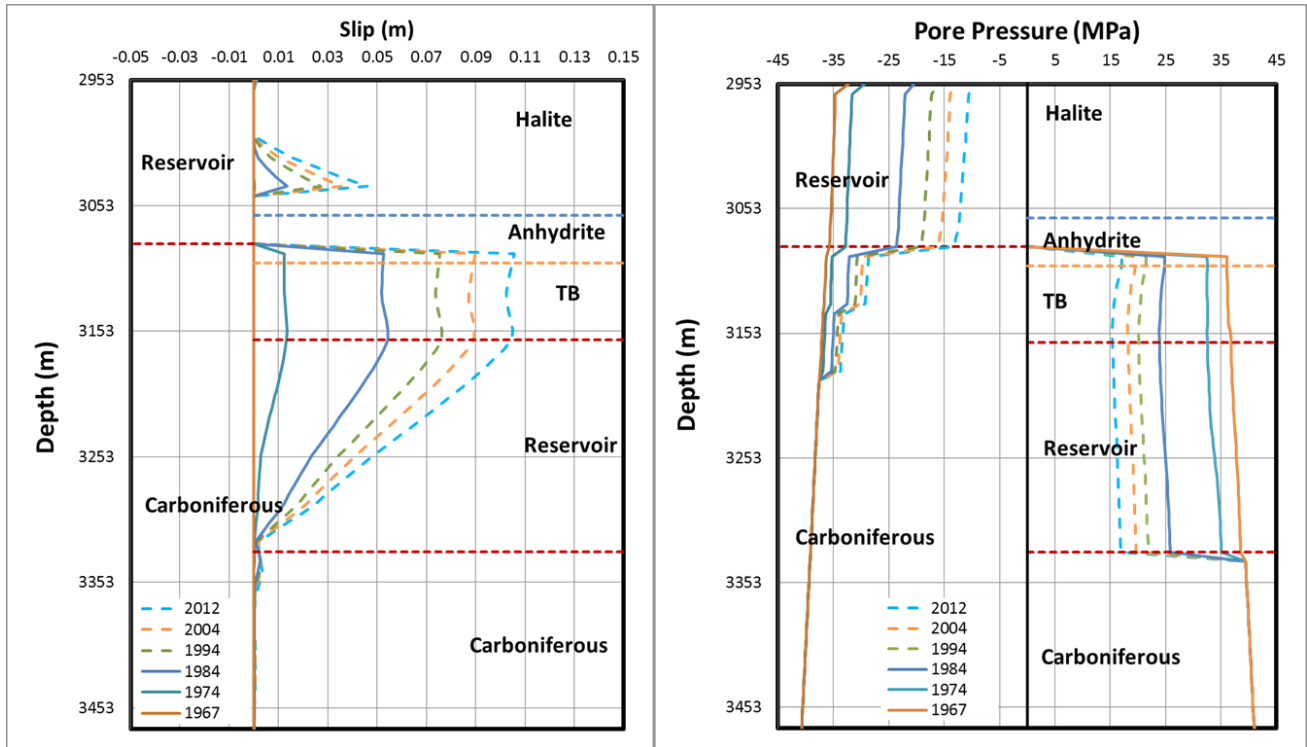 Slip (m)
-0.05 -0.03 -0.01 0.01 0.03 0.05 0.07 0.09 0.11 0.13 0.15
Depth (m)
2953
3053
3153
3253
3353
3453
Halite
Reservoir
Anhydrite
TB
Reservoir
Carboniferous
Carboniferous
2012
2004
1994
1984
1974
1967
Pore Pressure (MPa)
-45 -35 -25 -15 -5 5 15 25 35 45
Depth (m)
2953
3053
3153
3253
3353
3453
Halite
Reservoir
Anhydrite
TB
Reservoir
Carboniferous
Carboniferous
2012
2004
1994
1984
1974
1967